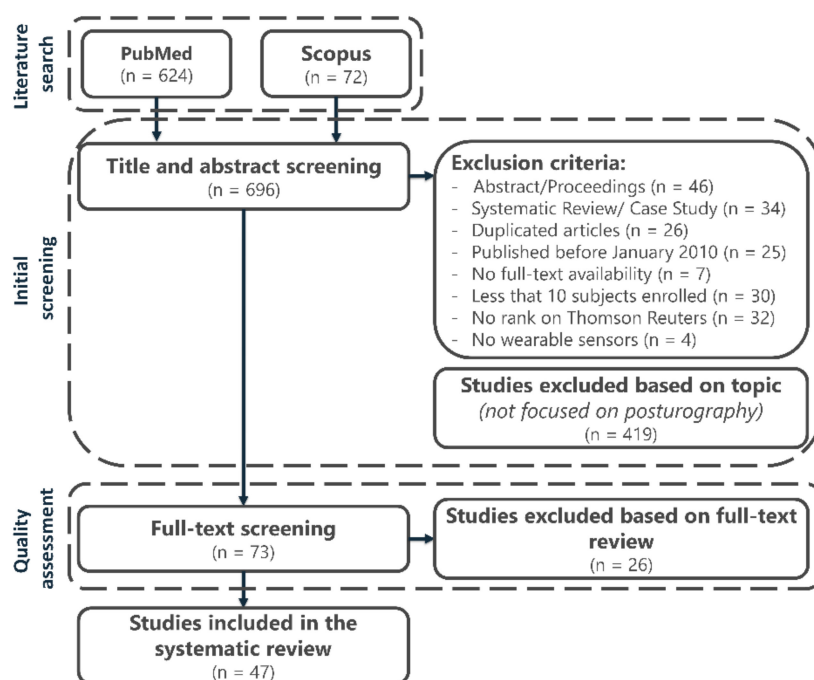 Literature
search
PubMed
(n = 624)
Scopus
(n = 72)
Initial
screening
Title and abstract screening
(n = 696)
Exclusion criteria:
- Abstract/Proceedings (n = 46)
- Systematic Review/ Case Study (n = 34)
- Duplicated articles (n = 26)
- Published before January 2010 (n = 25)
- No full-text availability (n = 7)
- Less that 10 subjects enrolled (n = 30)
- No rank on Thomson Reuters (n = 32)
- No wearable sensors (n = 4)
Studies excluded based on topic
(not focused on posturography)
(n = 419)
Quality
assessment
Full-text screening
(n = 73)
Studies excluded based on full-text
review
(n = 26)
Studies included in the
systematic review
(n = 47)